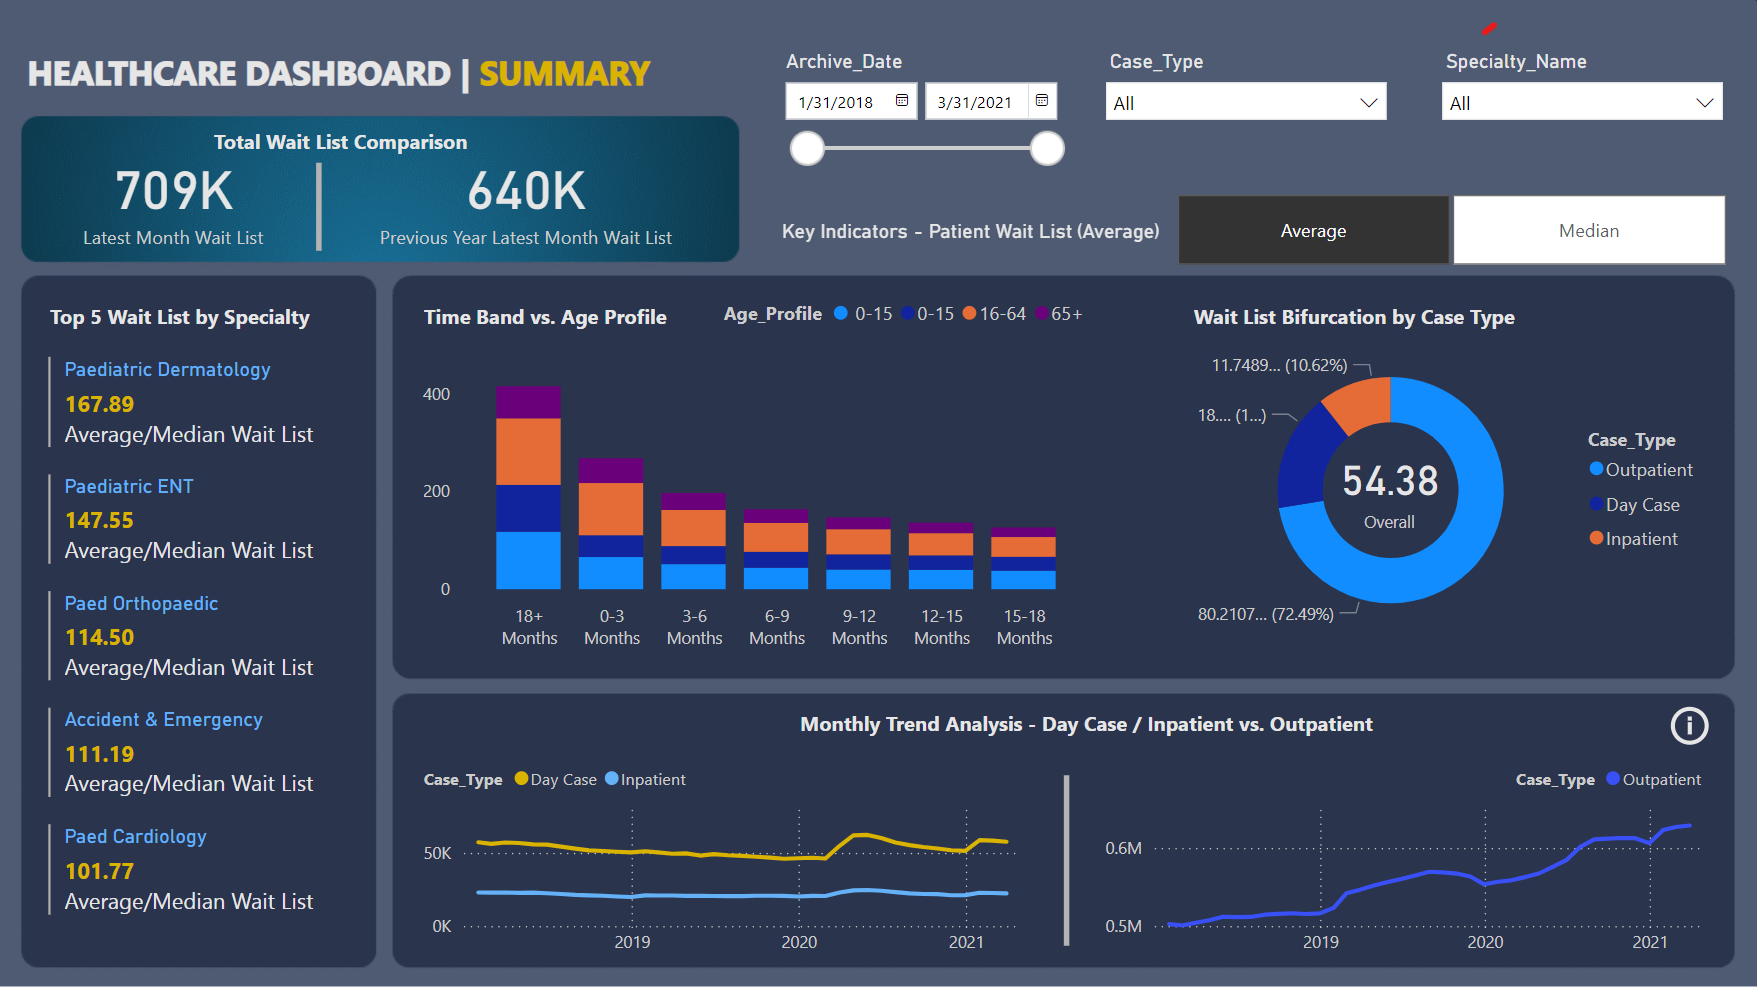 HEALTHCARE DASHBOARD | SUMMARY
Archive_Date
1/31/2018
3/31/2021
Case_Type
All
Specialty_Name
All
Total Wait List Comparison
709K
Latest Month Wait List
640K
Previous Year Latest Month Wait List
Key Indicators - Patient Wait List (Average)
Average
Median
Top 5 Wait List by Specialty
Paediatric Dermatology
167.89
Average/Median Wait List
Paediatric ENT
147.55
Average/Median Wait List
Paed Orthopaedic
114.50
Average/Median Wait List
Accident & Emergency
111.19
Average/Median Wait List
Paed Cardiology
101.77
Average/Median Wait List
Time Band vs. Age Profile
Age_Profile 0-15 0-15 16-64 65+
400
200
0
18+ Months
0-3 Months
3-6 Months
6-9 Months
9-12 Months
12-15 Months
15-18 Months
Wait List Bifurcation by Case Type
11.7489... (10.62%)
18.... (1...)
54.38
Overall
80.2107... (72.49%)
Case_Type
Outpatient
Day Case
Inpatient
Monthly Trend Analysis - Day Case / Inpatient vs. Outpatient
Case_Type Day Case Inpatient
50K
0K
2019 2020 2021
Case_Type Outpatient
0.6M
0.5M
2019 2020 2021